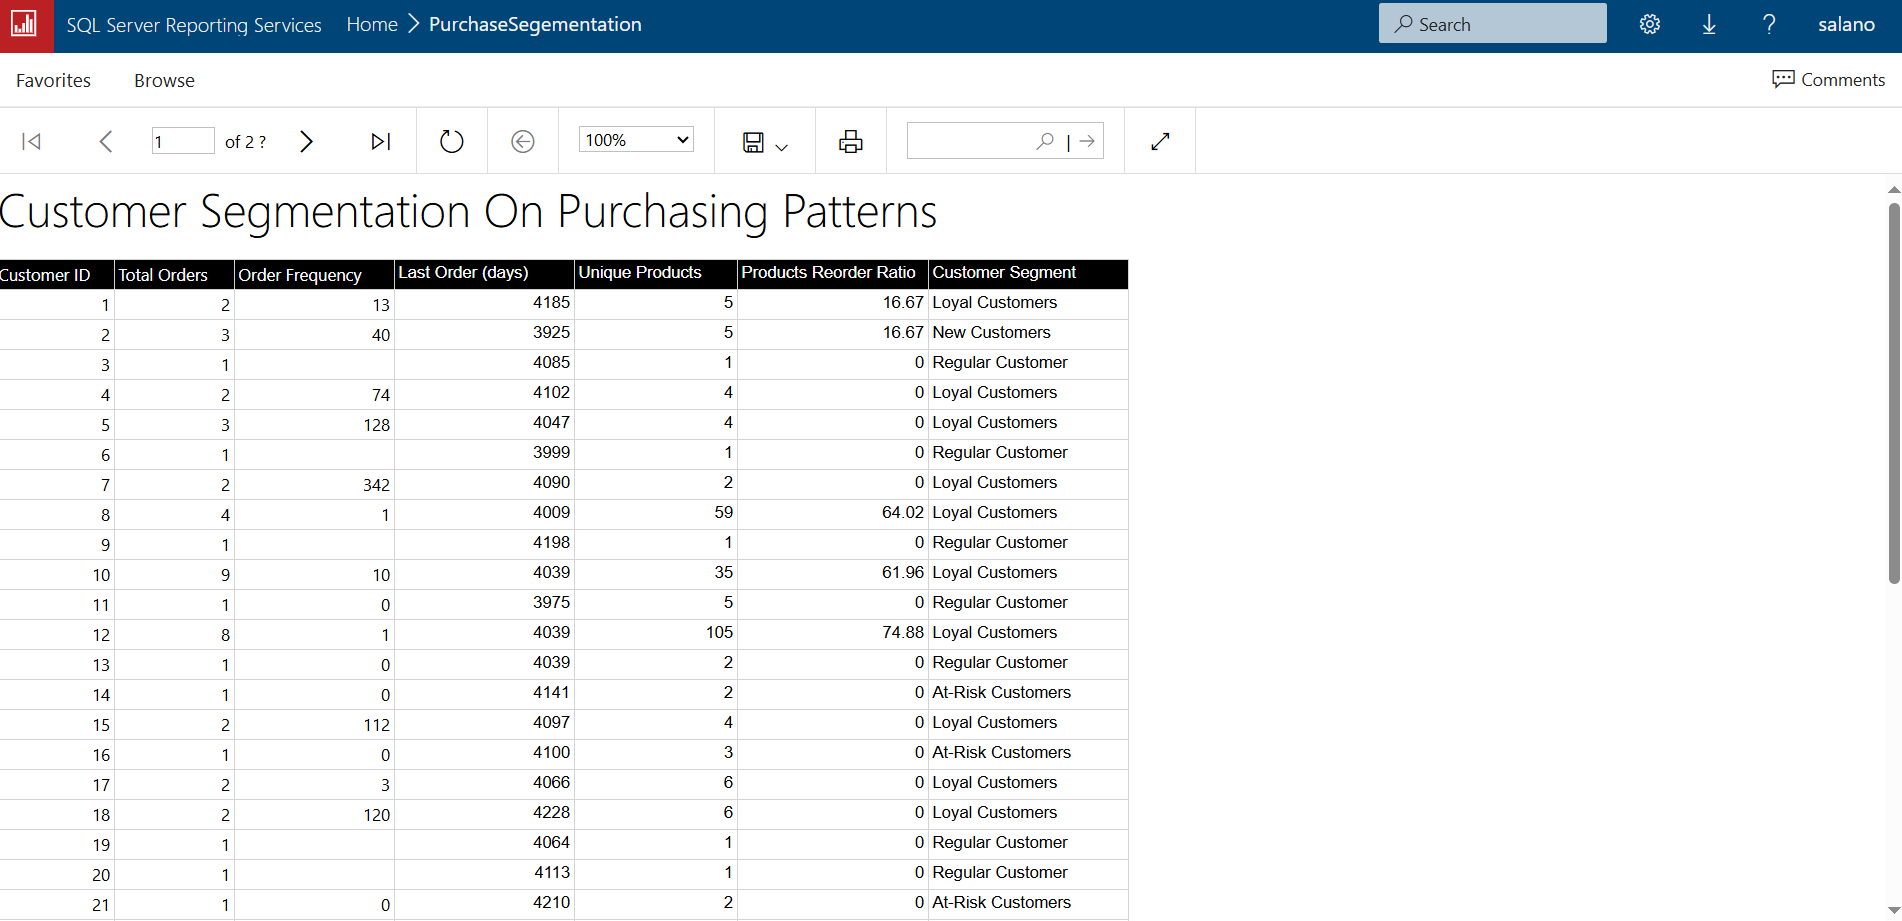 SQL Server Reporting Services Home > PurchaseSegementation Search ? salano
Favorites Browse Comments
1 of 2 ? 100% |
Customer Segmentation On Purchasing Patterns
Customer ID Total Orders Order Frequency Last Order (days) Unique Products Products Reorder Ratio Customer Segment
1 2 13 4185 5 16.67 Loyal Customers
2 3 40 3925 5 16.67 New Customers
3 1 4085 1 0 Regular Customer
4 2 74 4102 4 0 Loyal Customers
5 3 128 4047 4 0 Loyal Customers
6 1 3999 1 0 Regular Customer
7 2 342 4090 2 0 Loyal Customers
8 4 1 4009 59 64.02 Loyal Customers
9 1 4198 1 0 Regular Customer
10 9 10 4039 35 61.96 Loyal Customers
11 1 0 3975 5 0 Regular Customer
12 8 1 4039 105 74.88 Loyal Customers
13 1 0 4039 2 0 Regular Customer
14 1 0 4141 2 0 At-Risk Customers
15 2 112 4097 4 0 Loyal Customers
16 1 0 4100 3 0 At-Risk Customers
17 2 3 4066 6 0 Loyal Customers
18 2 120 4228 6 0 Loyal Customers
19 1 4064 1 0 Regular Customer
20 1 4113 1 0 Regular Customer
21 1 0 4210 2 0 At-Risk Customers